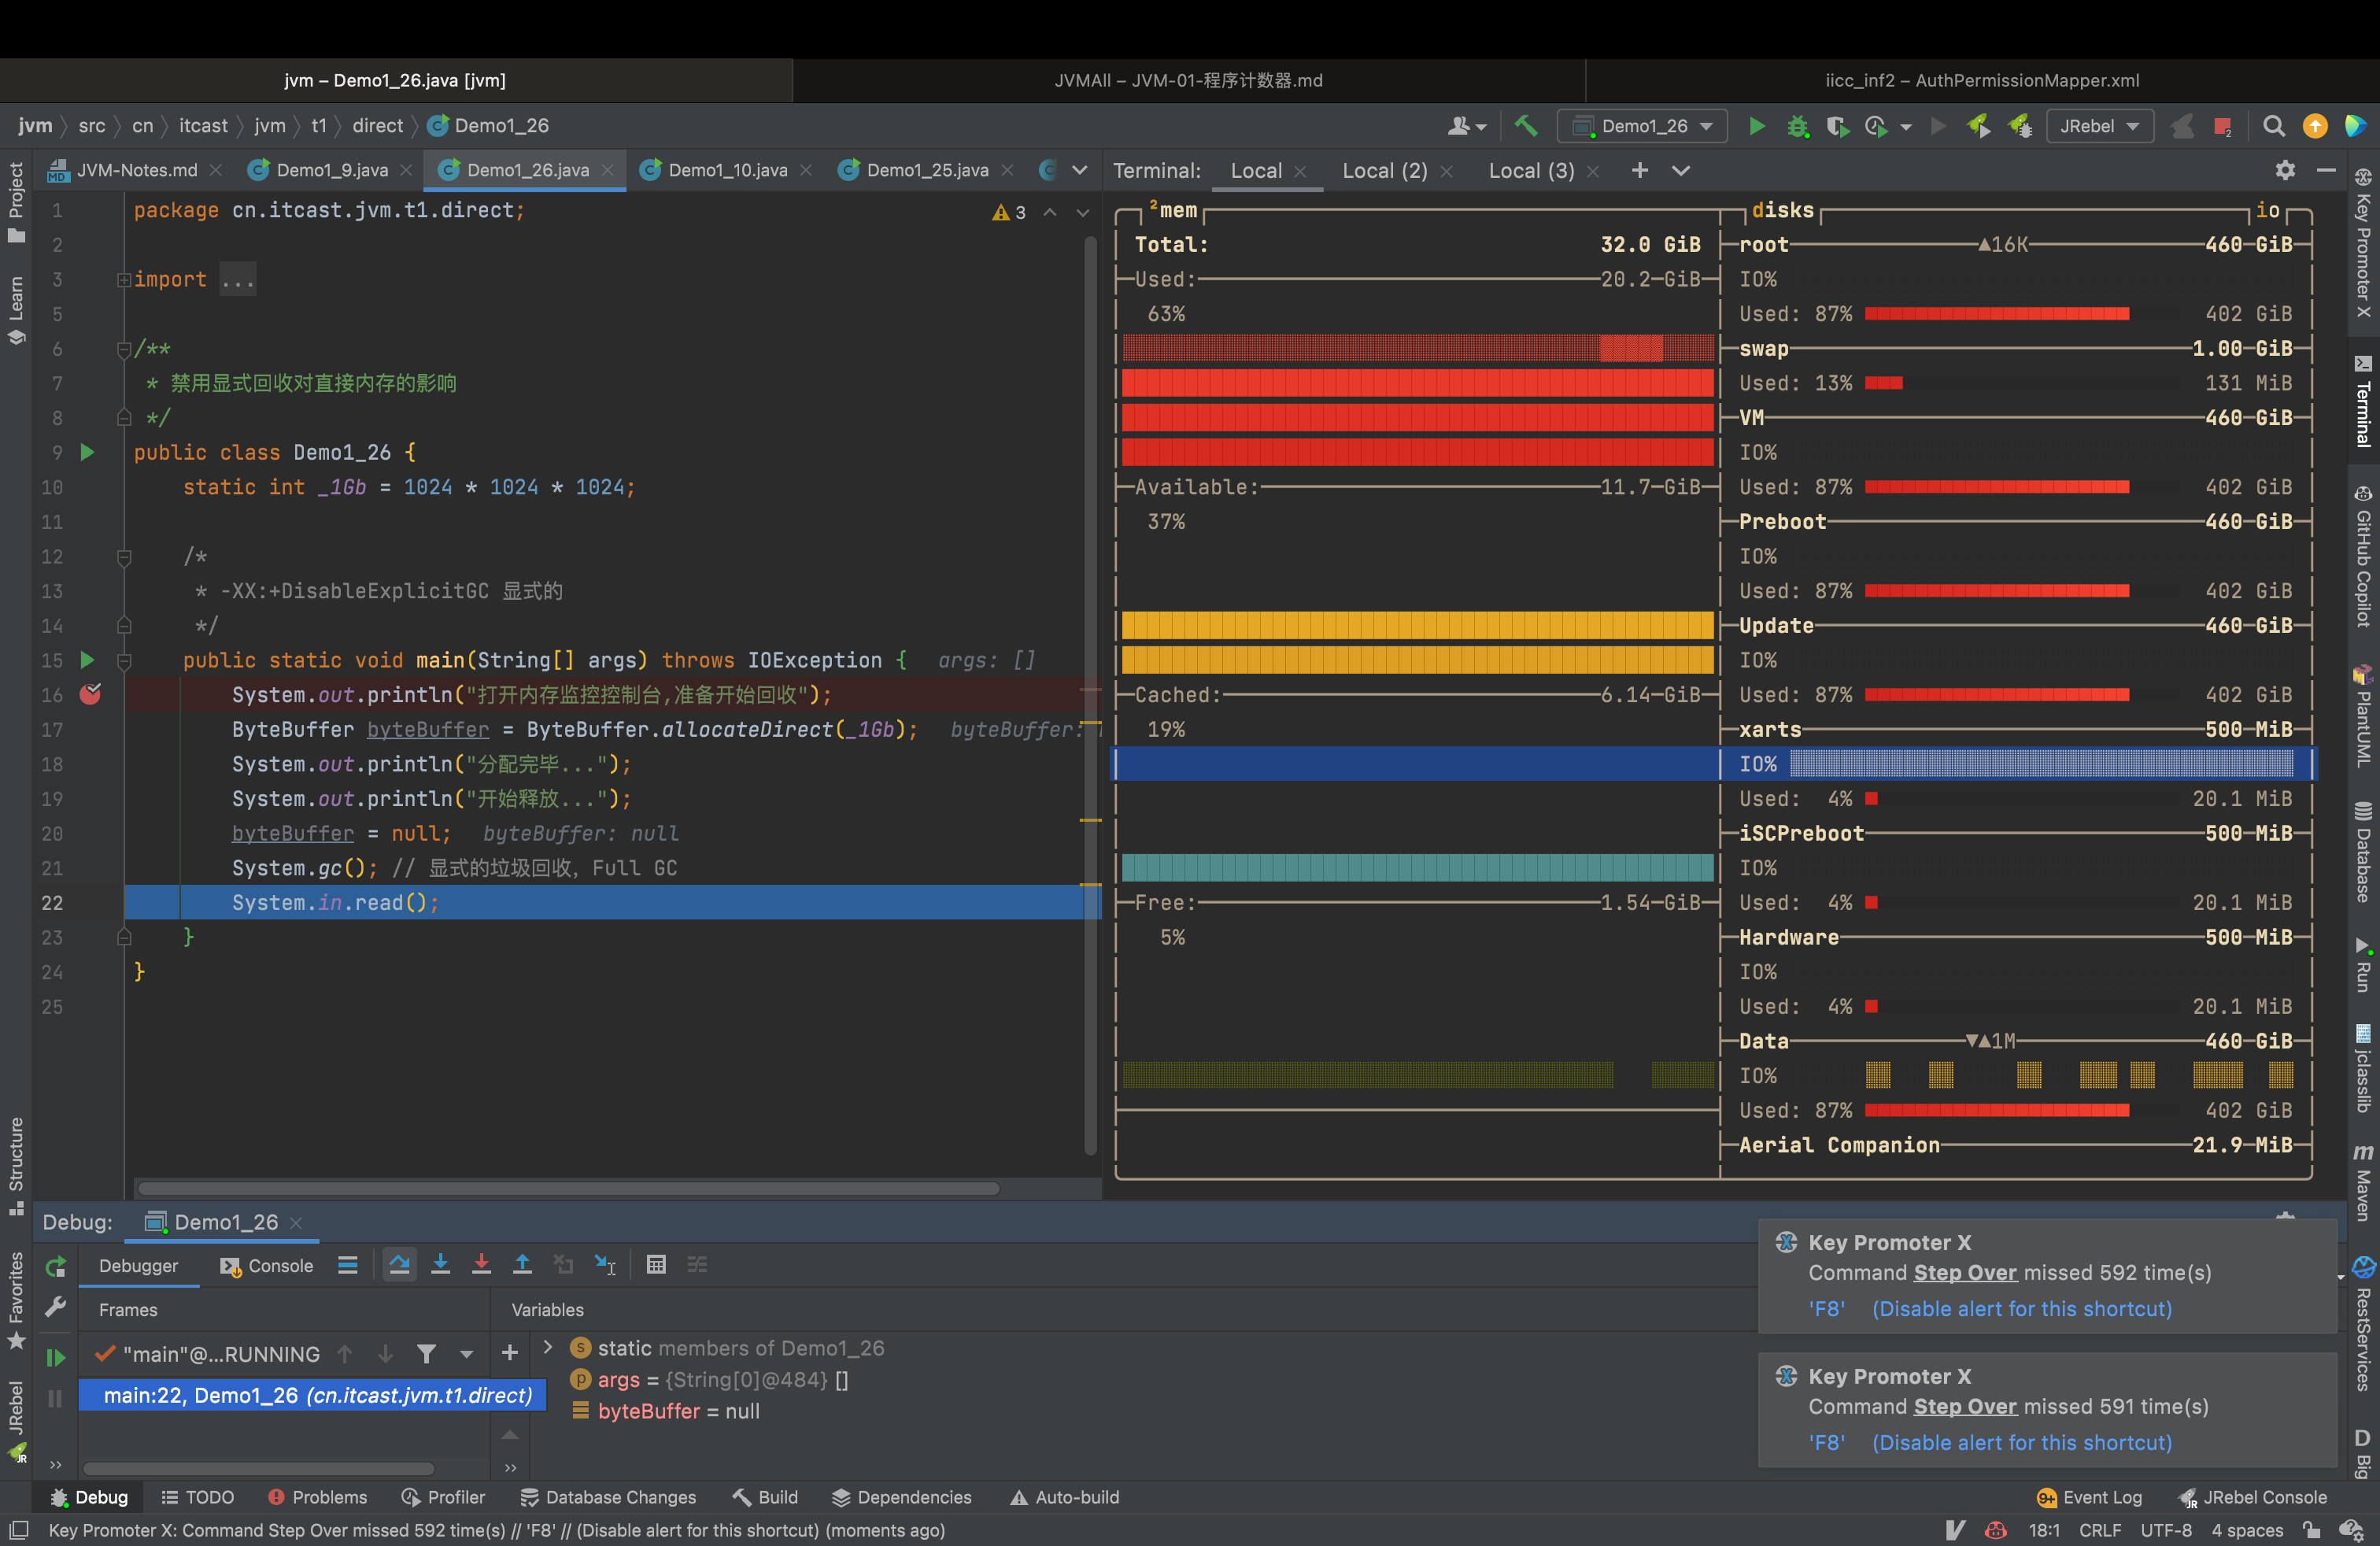 jvm – Demo1_26.java [jvm]
JVMAll – JVM-01-程序计数器.md
iicc_inf2 – AuthPermissionMapper.xml
jvm src cn itcast jvm t1 direct Demo1_26
Demo1_26
JRebel
JVM-Notes.md
Demo1_9.java
Demo1_26.java
Demo1_10.java
Demo1_25.java
Terminal:
Local
Local (2)
Local (3)
Project
Learn
Structure
Favorites
JRebel
3
1 package cn.itcast.jvm.t1.direct;
2
3 import ...
5
6 /**
7 * 禁用显式回收对直接内存的影响
8 */
9 public class Demo1_26 {
10 static int _1Gb = 1024 * 1024 * 1024;
11
12 /*
13 * -XX:+DisableExplicitGC 显式的
14 */
15 public static void main(String[] args) throws IOException { args: []
16 System.out.println("打开内存监控控制台,准备开始回收");
17 ByteBuffer byteBuffer = ByteBuffer.allocateDirect(_1Gb); byteBuffer:
18 System.out.println("分配完毕...");
19 System.out.println("开始释放...");
20 byteBuffer = null; byteBuffer: null
21 System.gc(); // 显式的垃圾回收, Full GC
22 System.in.read();
23 }
24 }
25
²mem
Total: 32.0 GiB
Used: 20.2 GiB
63%
Available: 11.7 GiB
37%
Cached: 6.14 GiB
19%
Free: 1.54 GiB
5%
disks io
root ▲16K 460 GiB
IO%
Used: 87% 402 GiB
swap 1.00 GiB
Used: 13% 131 MiB
VM 460 GiB
IO%
Used: 87% 402 GiB
Preboot 460 GiB
IO%
Used: 87% 402 GiB
Update 460 GiB
IO%
Used: 87% 402 GiB
xarts 500 MiB
IO%
Used: 4% 20.1 MiB
iSCPreboot 500 MiB
IO%
Used: 4% 20.1 MiB
Hardware 500 MiB
IO%
Used: 4% 20.1 MiB
Data ▼▲1M 460 GiB
IO%
Used: 87% 402 GiB
Aerial Companion 21.9 MiB
Key Promoter X
Terminal
GitHub Copilot
PlantUML
Database
Run
jclasslib
Maven
RestServices
Big
Debug: Demo1_26
Debugger
Console
Frames
Variables
"main"@...RUNNING
main:22, Demo1_26 (cn.itcast.jvm.t1.direct)
static members of Demo1_26
args = {String[0]@484} []
byteBuffer = null
Key Promoter X
Command Step Over missed 592 time(s)
'F8' (Disable alert for this shortcut)
Key Promoter X
Command Step Over missed 591 time(s)
'F8' (Disable alert for this shortcut)
Debug
TODO
Problems
Profiler
Database Changes
Build
Dependencies
Auto-build
9+ Event Log
JRebel Console
Key Promoter X: Command Step Over missed 592 time(s) // 'F8' // (Disable alert for this shortcut) (moments ago)
18:1 CRLF UTF-8 4 spaces